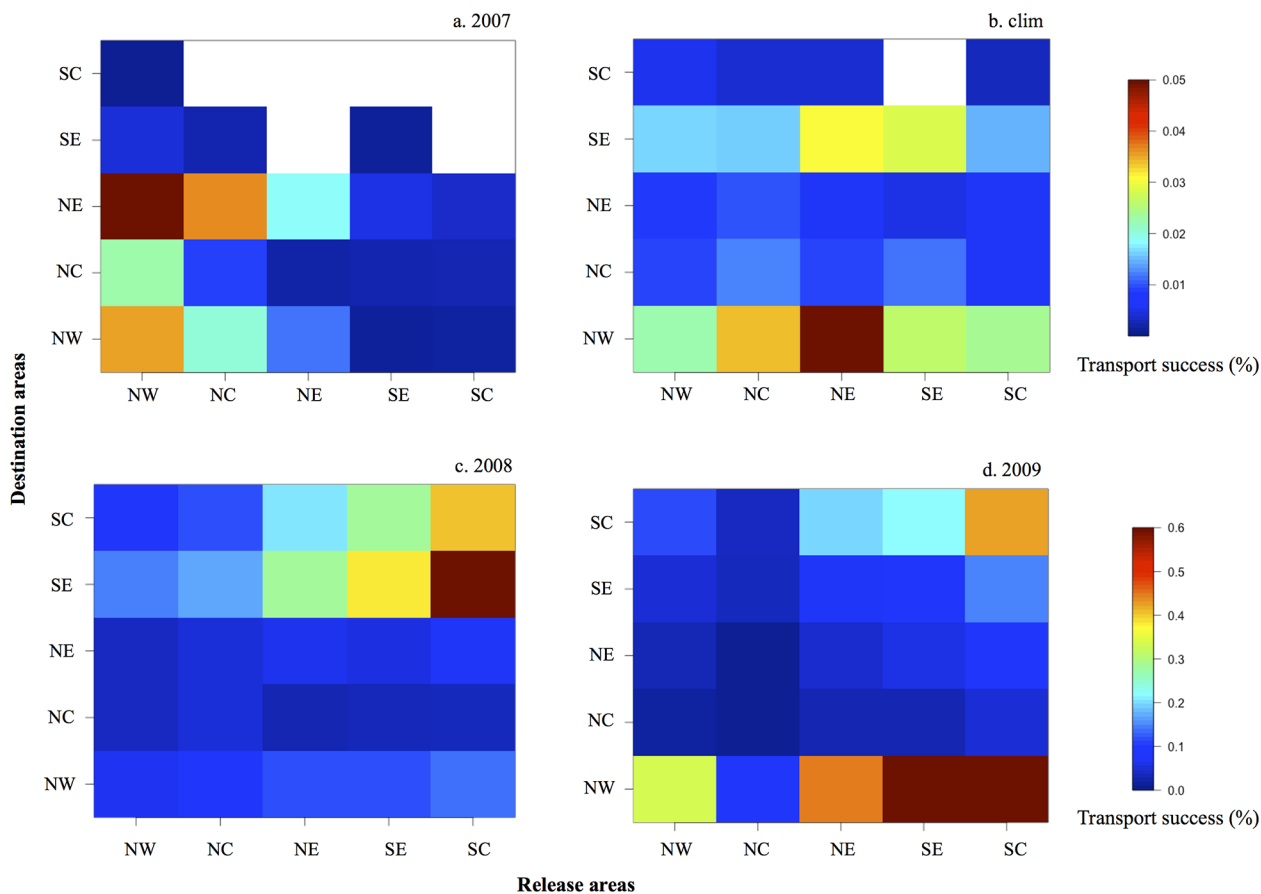 a. 2007
b. clim
SC
SE
NE
NC
NW
NW NC NE SE SC
SC
SE
NE
NC
NW
NW NC NE SE SC
0.05
0.04
0.03
0.02
0.01
Transport success (%)
Destination areas
c. 2008
d. 2009
SC
SE
NE
NC
NW
NW NC NE SE SC
SC
SE
NE
NC
NW
NW NC NE SE SC
0.6
0.5
0.4
0.3
0.2
0.1
0.0
Transport success (%)
Release areas